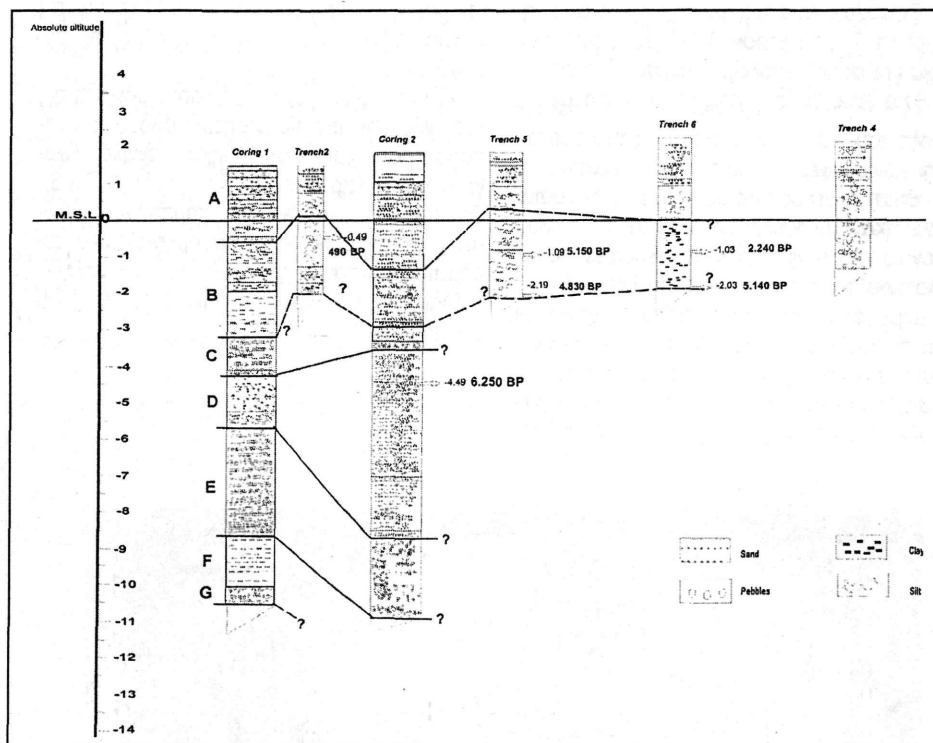 Absolute altitude
4
3
2
1
M.S.L 0
-1
-2
-3
-4
-5
-6
-7
-8
-9
-10
-11
-12
-13
-14
Coring 1
Trench2
Coring 2
Trench 5
Trench 6
Trench 4
A
B
C
D
E
F
G
-0.49
490 BP
?
?
-4.49 6.250 BP
?
?
?
?
-1.09 5.150 BP
?
-2.19 4.830 BP
?
-1.03 2.240 BP
?
-2.03 5.140 BP
?
Sand
Clay
Pebbles
Silt